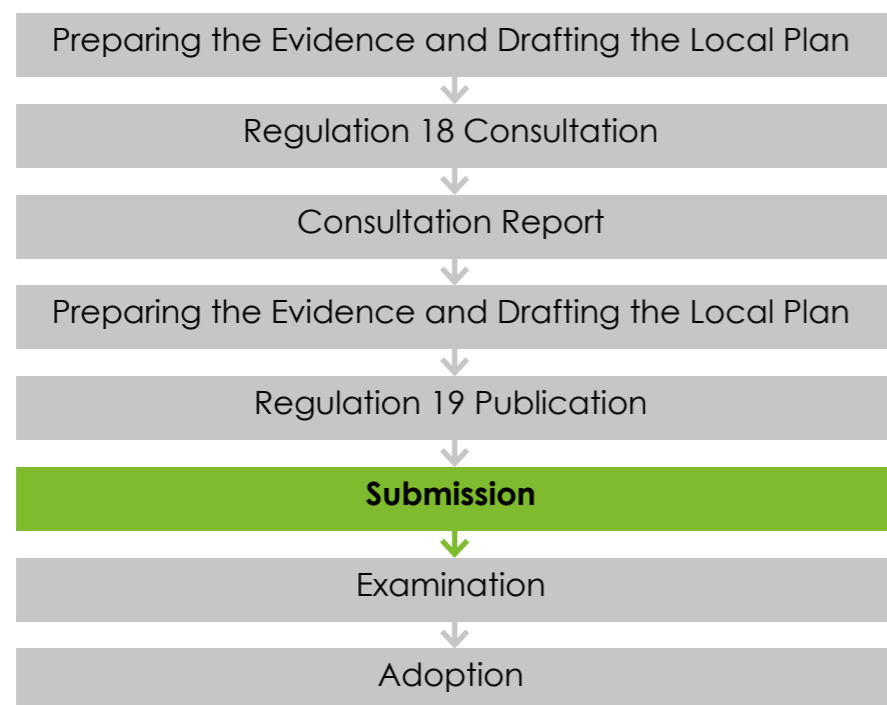 Preparing the Evidence and Drafting the Local Plan
Regulation 18 Consultation
Consultation Report
Preparing the Evidence and Drafting the Local Plan
Regulation 19 Publication
Submission
Examination
Adoption